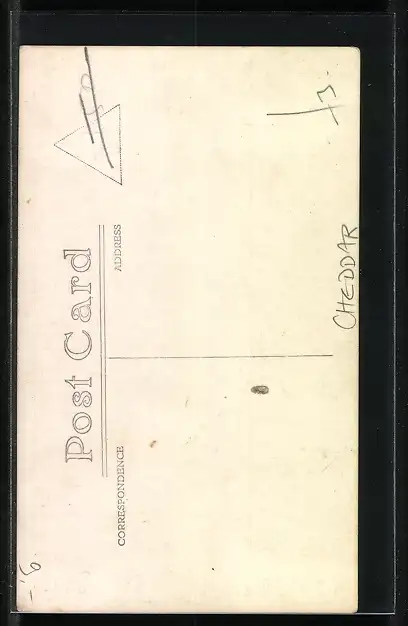 Post Card
CORRESPONDENCE
ADDRESS
CHEDDAR